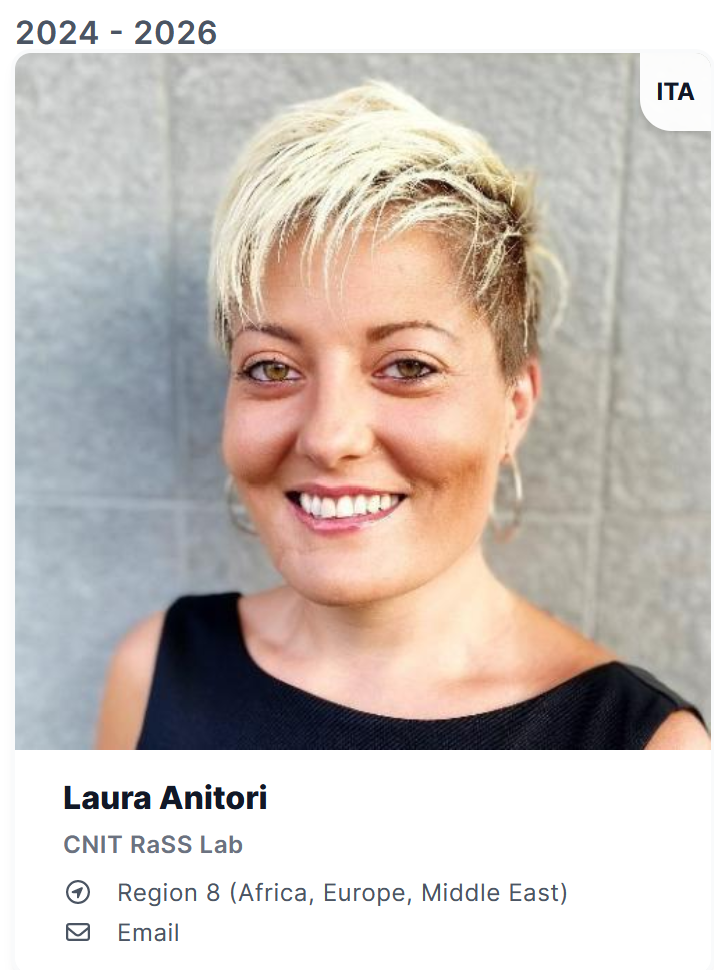 2024 - 2026
ITA
Laura Anitori
CNIT RaSS Lab
Region 8 (Africa, Europe, Middle East)
Email